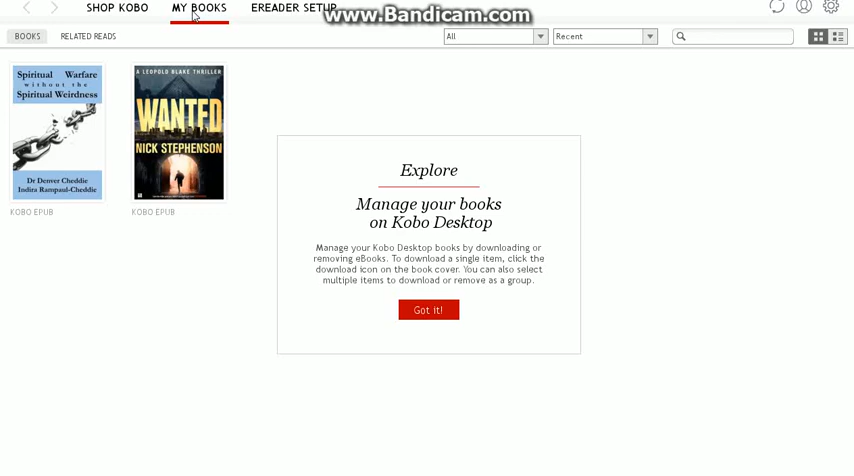 SHOP KOBO
MY BOOKS
EREADER SETUP
www.Bandicam.com
BOOKS
RELATED READS
All
Recent
Spiritual Warfare
without the
Spiritual Weirdness
Dr Denver Cheddie
Indira Rampaul-Cheddie
KOBO EPUB
A LEOPOLD BLAKE THRILLER
WANTED
NICK STEPHENSON
KOBO EPUB
Explore
Manage your books
on Kobo Desktop
Manage your Kobo Desktop books by downloading or
removing eBooks. To download a single item, click the
download icon on the book cover. You can also select
multiple items to download or remove as a group.
Got it!